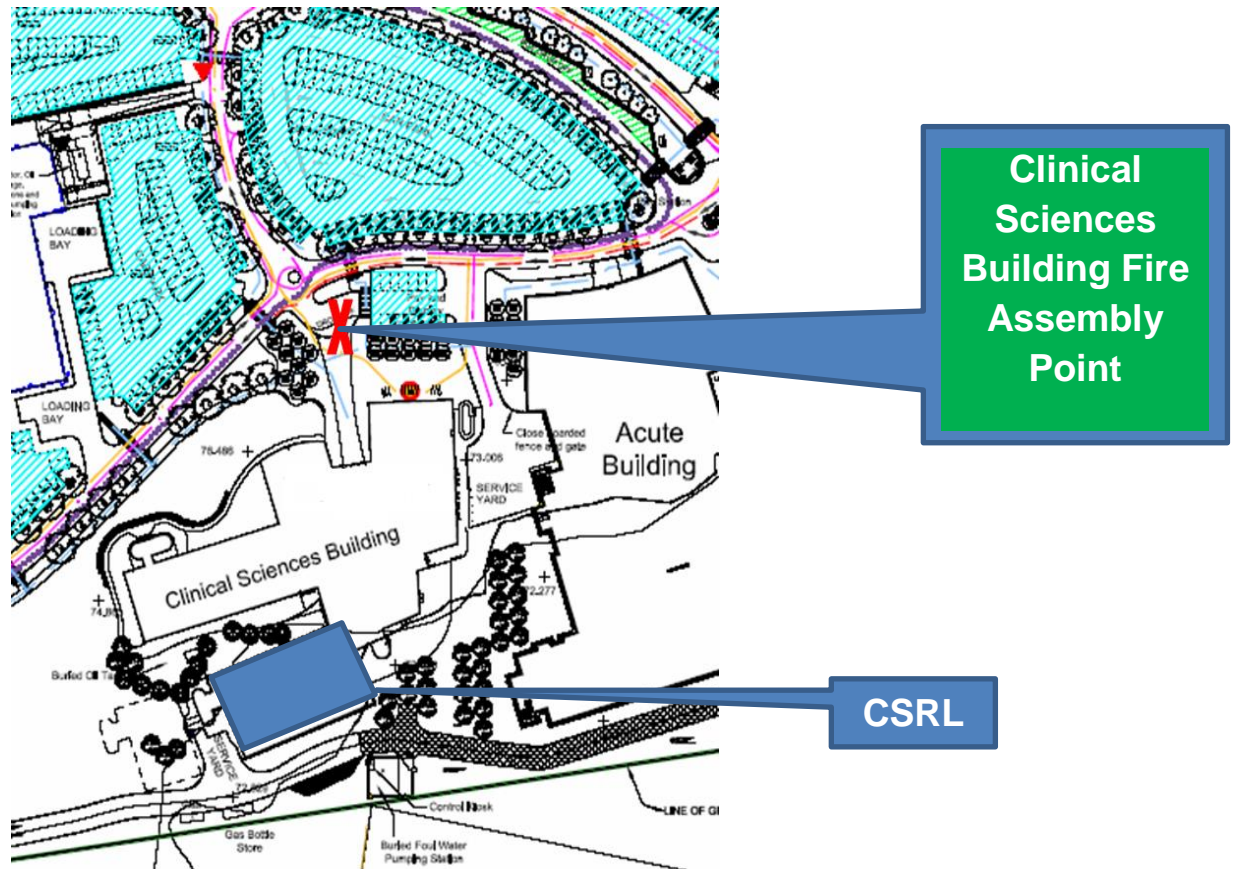 Clinical
Sciences
Building Fire
Assembly
Point
LOADING
BAY
LOADING
BAY
76.486
Close boarded
fence and gate
73.006
SERVICE
YARD
Acute
Building
Clinical Sciences Building
72.277
Buried Oil
CSRL
SERVICE
YARD
Control Kiosk
LINE OF
Gas Bottle
Store
Buried Foul Water
Pumping Station